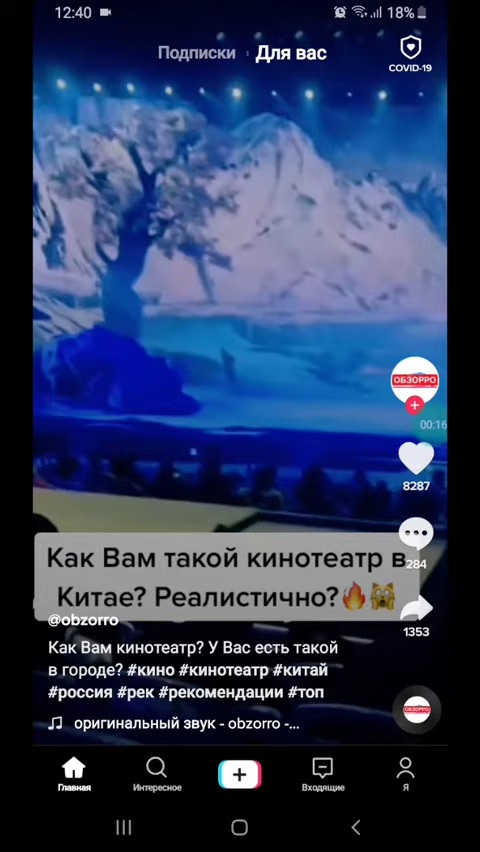 12:40 18%
Подписки Для вас
COVID-19
ОБЗОРРО
00:16
8287
Как Вам такой кинотеатр в
284
Китае? Реалистично?🔥🙀
@obzorro
1353
Как Вам кинотеатр? У Вас есть такой
в городе? #кино #кинотеатр #китай
#россия #рек #рекомендации #топ
оригинальный звук - obzorro -...
ОБЗОРРО
Главная Интересное Входящие Я